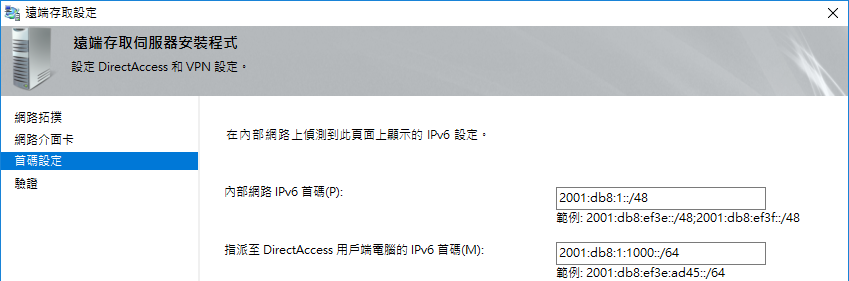 遠端存取設定
遠端存取伺服器安裝程式
設定 DirectAccess 和 VPN 設定。
網路拓撲
網路介面卡
首碼設定
驗證
在內部網路上偵測到此頁面上顯示的 IPv6 設定。
內部網路 IPv6 首碼(P):
2001:db8:1::/48
範例: 2001:db8:ef3e::/48;2001:db8:ef3f::/48
指派至 DirectAccess 用戶端電腦的 IPv6 首碼(M):
2001:db8:1:1000::/64
範例: 2001:db8:ef3e:ad45::/64